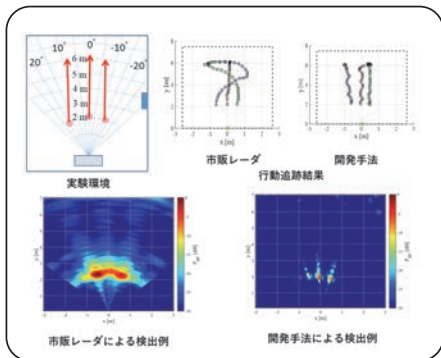 10° 0° -10°
20° -20°
6 m
5 m
4 m
3 m
2 m
実験環境
y [m]
x [m]
市販レーダ
y [m]
x [m]
開発手法
行動追跡結果
y [m]
x [m]
市販レーダによる検出例
y [m]
x [m]
開発手法による検出例